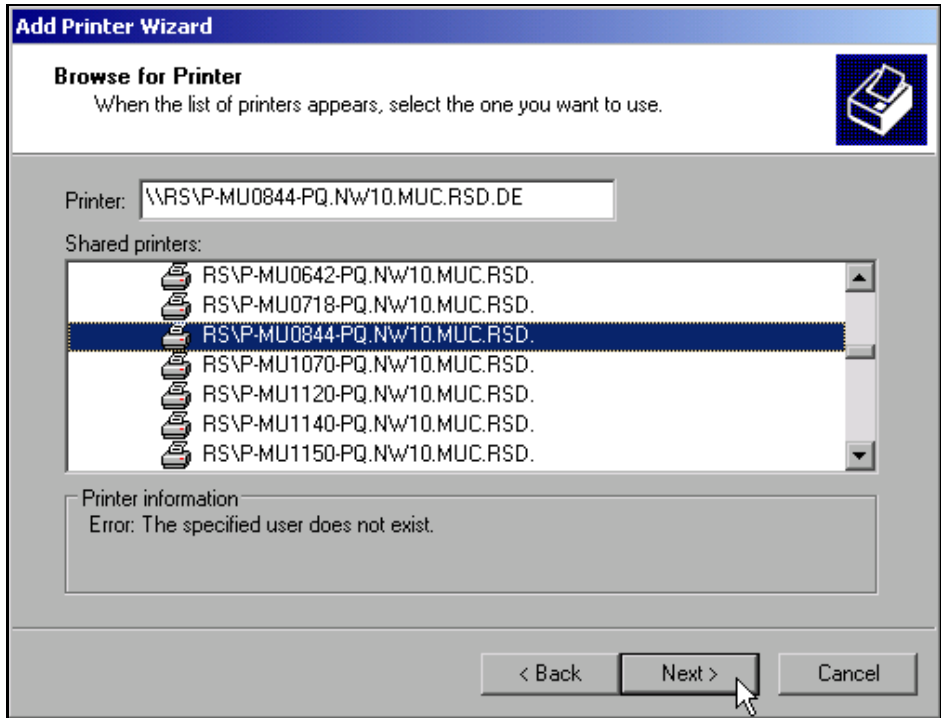 Add Printer Wizard
Browse for Printer
When the list of printers appears, select the one you want to use.
Printer: \\RS\P-MU0844-PQ.NW10.MUC.RSD.DE
Shared printers:
RS\P-MU0642-PQ.NW10.MUC.RSD.
RS\P-MU0718-PQ.NW10.MUC.RSD.
RS\P-MU0844-PQ.NW10.MUC.RSD.
RS\P-MU1070-PQ.NW10.MUC.RSD.
RS\P-MU1120-PQ.NW10.MUC.RSD.
RS\P-MU1140-PQ.NW10.MUC.RSD.
RS\P-MU1150-PQ.NW10.MUC.RSD.
Printer information
Error: The specified user does not exist.
< Back Next > Cancel